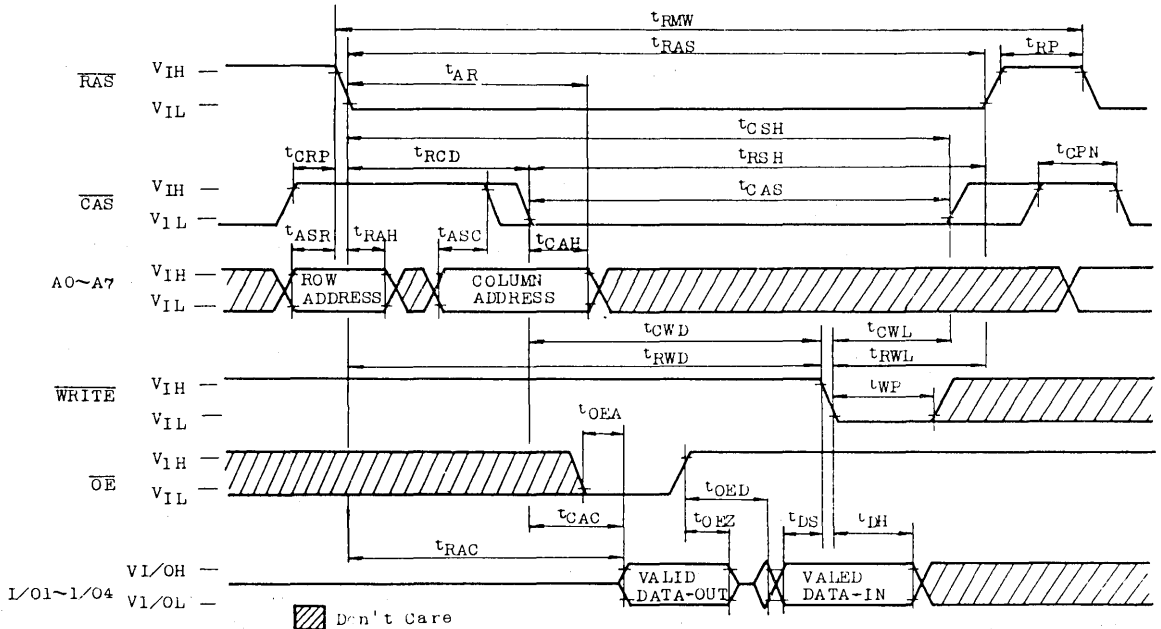 tRMW
tRAS
tRP
tAR
RAS
VIH
VIL
tCSH
tCRP
tRCD
tRSH
tCPN
tCAS
CAS
VIH
VIL
tASR
tRAH
tASC
tCAH
A0~A7
VIH
VIL
ROW
ADDRESS
COLUMN
ADDRESS
tCWD
tCWL
tRWD
tRWL
WRITE
VIH
VIL
tWP
tOEA
OE
VIH
VIL
tOED
tCAC
tOEZ
tDS
tDH
tRAC
I/O1~I/O4
VI/OH
VI/OL
VALID
DATA-OUT
VALED
DATA-IN
Don't Care